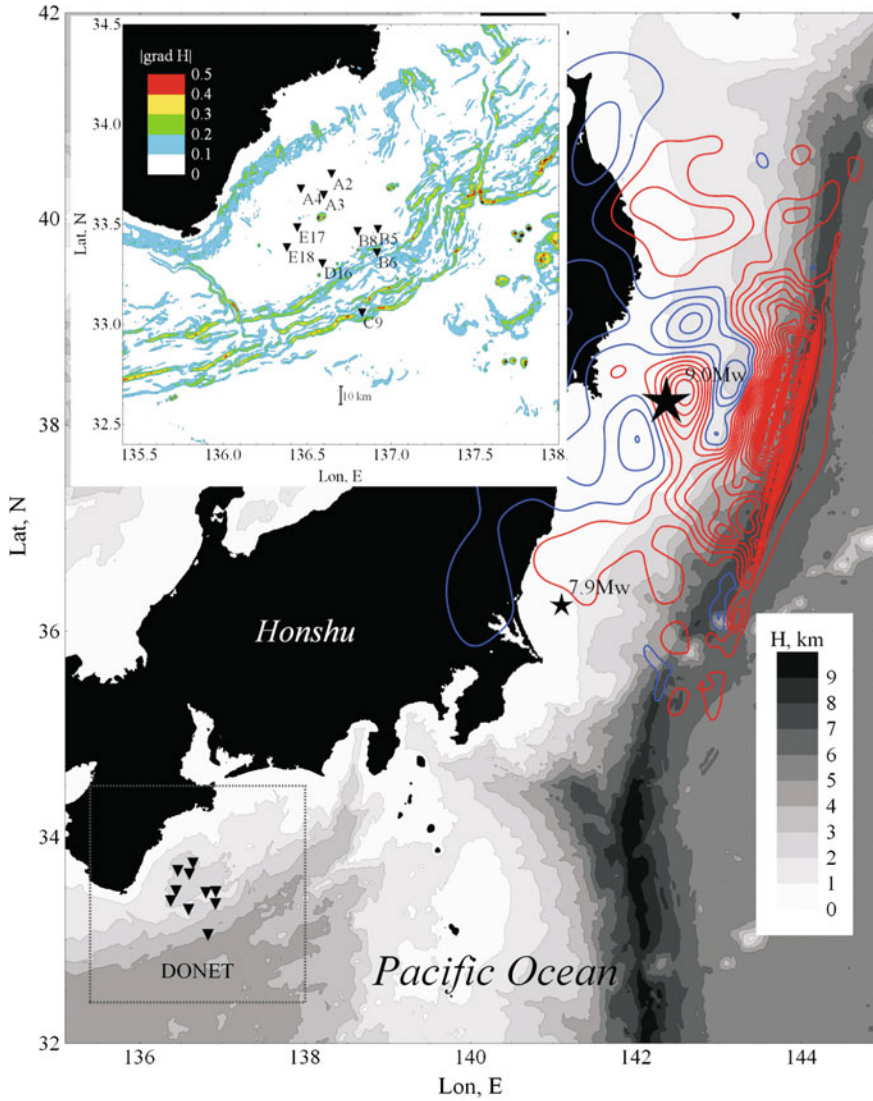 42
40
38
36
34
32
Lat, N
136
138
140
142
144
Lon, E
34.5
34.0
33.5
33.0
32.5
Lat, N
135.5
136.0
136.5
137.0
137.5
138.
Lon, E
|grad H|
0.5
0.4
0.3
0.2
0.1
0
A2
A4
A3
E17
B8
B5
E18
B6
D16
C9
10 km
9.0Mw
7.9Mw
Honshu
H, km
9
8
7
6
5
4
3
2
1
0
DONET
Pacific Ocean